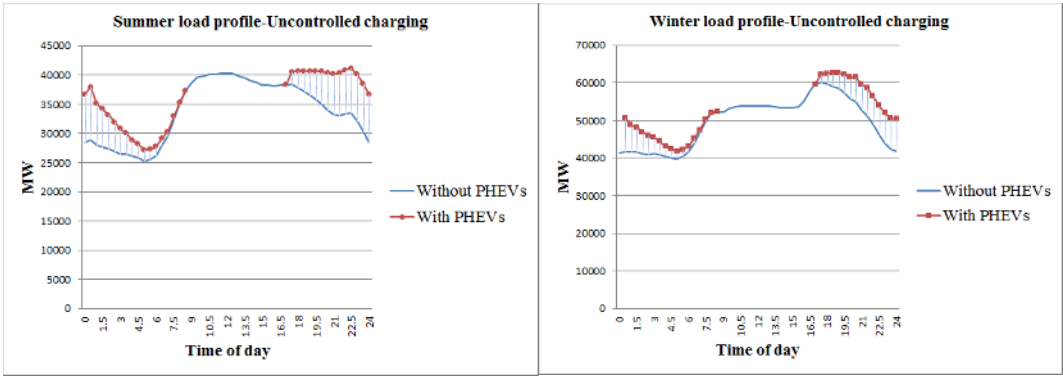 Summer load profile-Uncontrolled charging
45000
40000
35000
30000
25000
20000
15000
10000
5000
0
MW
0 1.5 3 4.5 6 7.5 9 10.5 12 13.5 15 16.5 18 19.5 21 22.5 24
Time of day
Without PHEVs
With PHEVs
Winter load profile-Uncontrolled charging
70000
60000
50000
40000
30000
20000
10000
0
MW
0 1.5 3 4.5 6 7.5 9 10.5 12 13.5 15 16.5 18 19.5 21 22.5 24
Time of day
Without PHEVs
With PHEVs